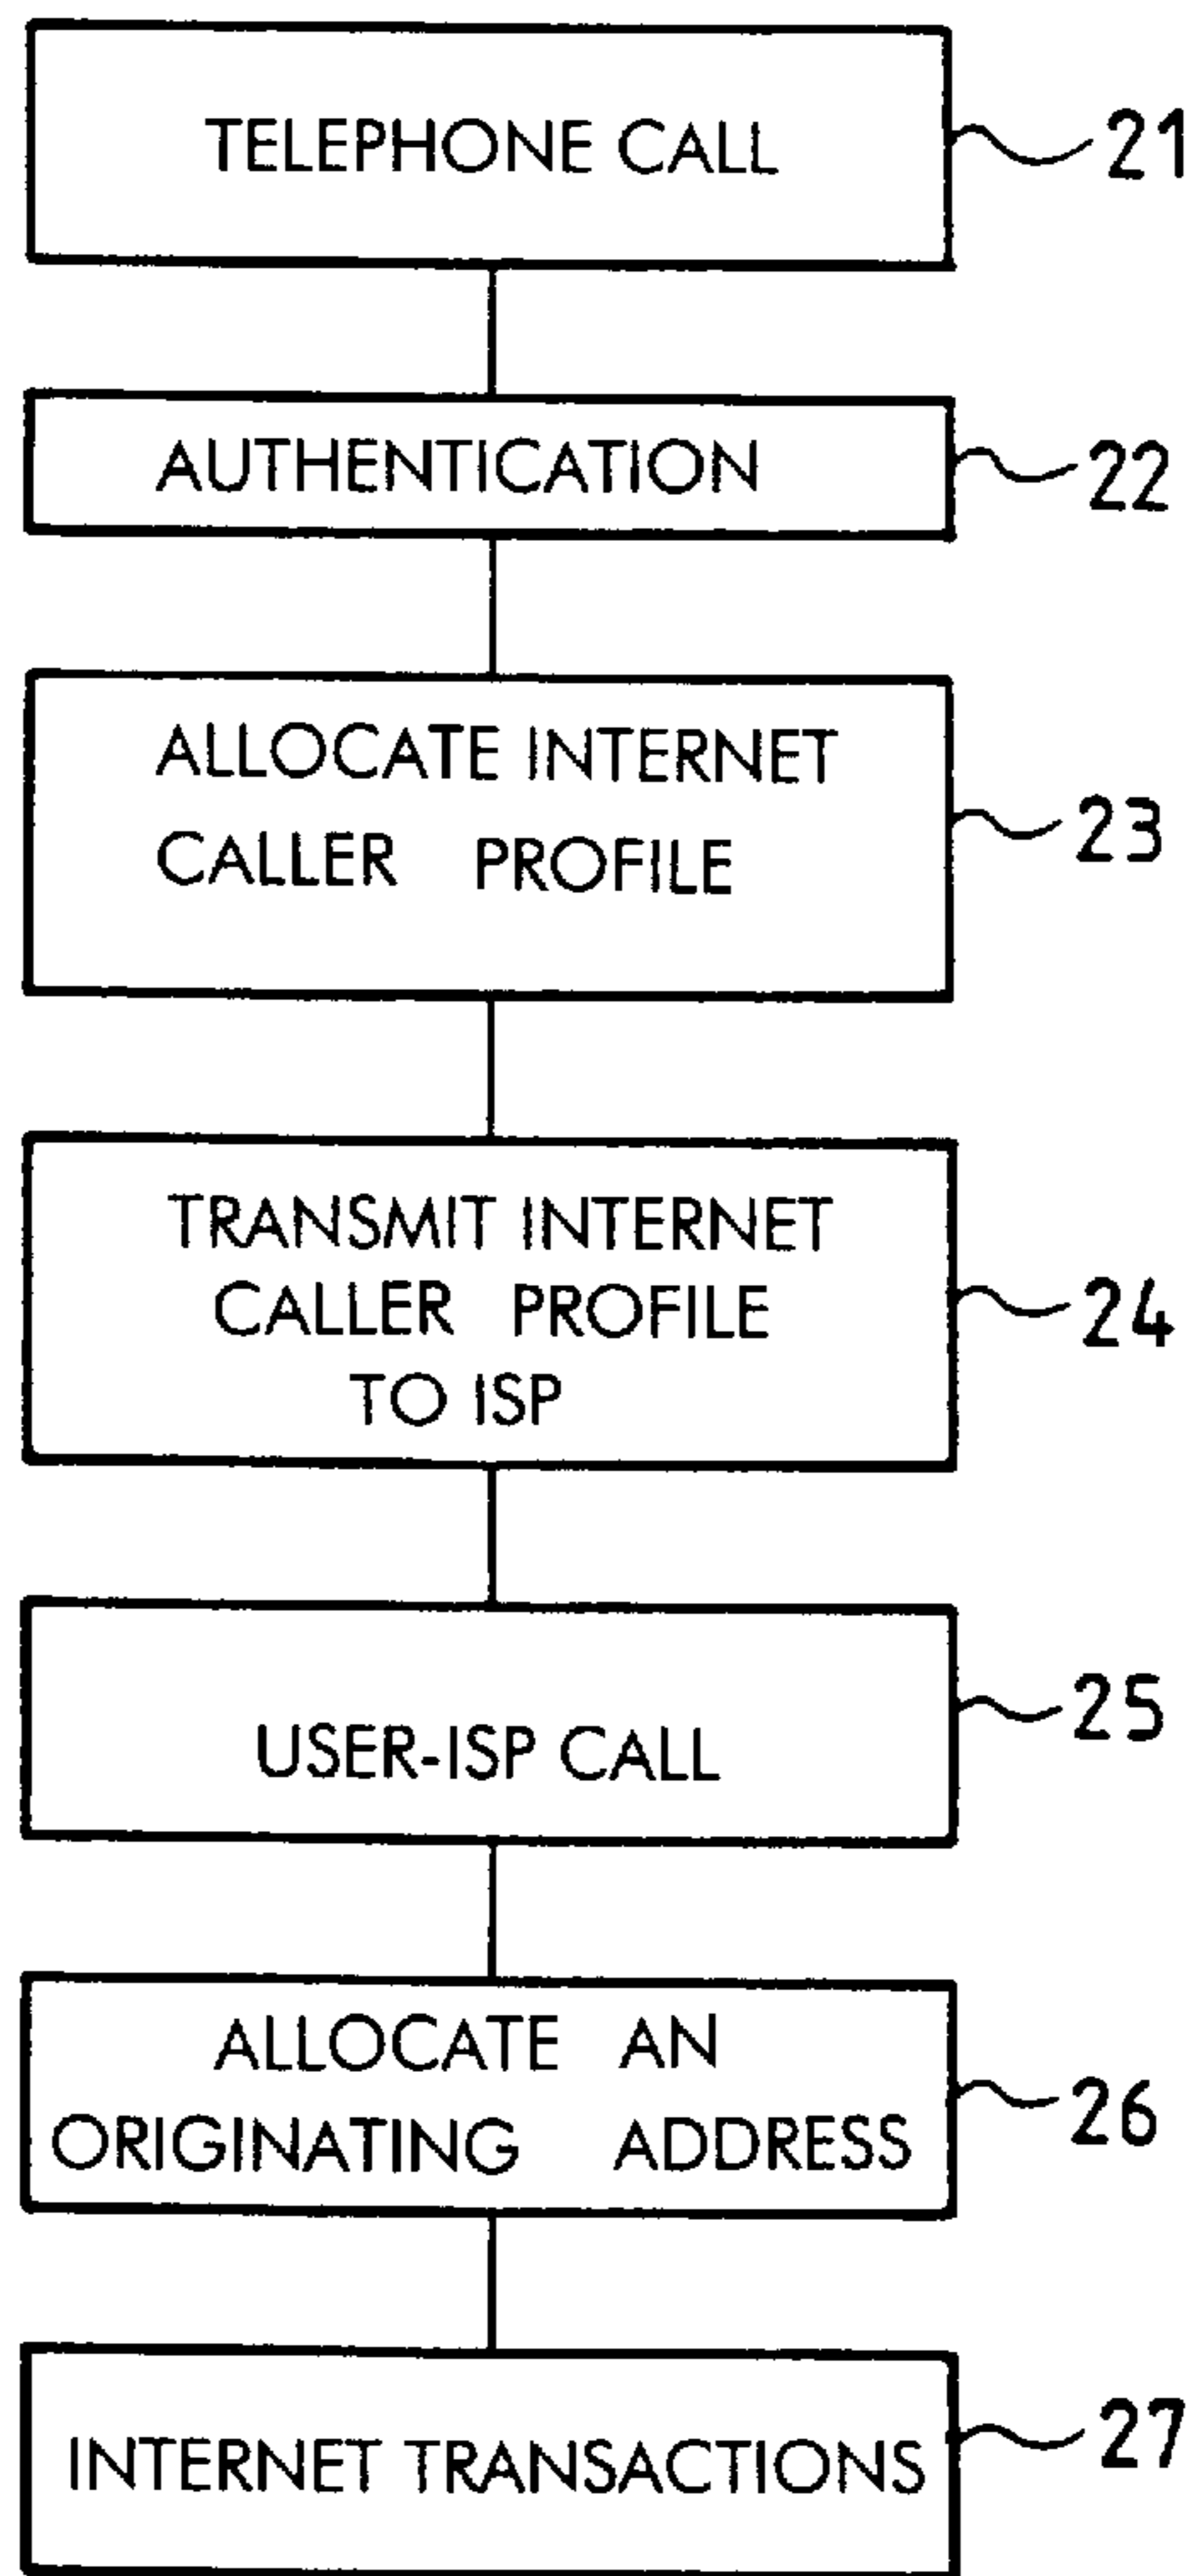 TELEPHONE CALL
21
AUTHENTICATION
22
ALLOCATE INTERNET
CALLER PROFILE
23
TRANSMIT INTERNET
CALLER PROFILE
TO ISP
24
USER-ISP CALL
25
ALLOCATE AN
ORIGINATING ADDRESS
26
INTERNET TRANSACTIONS
27